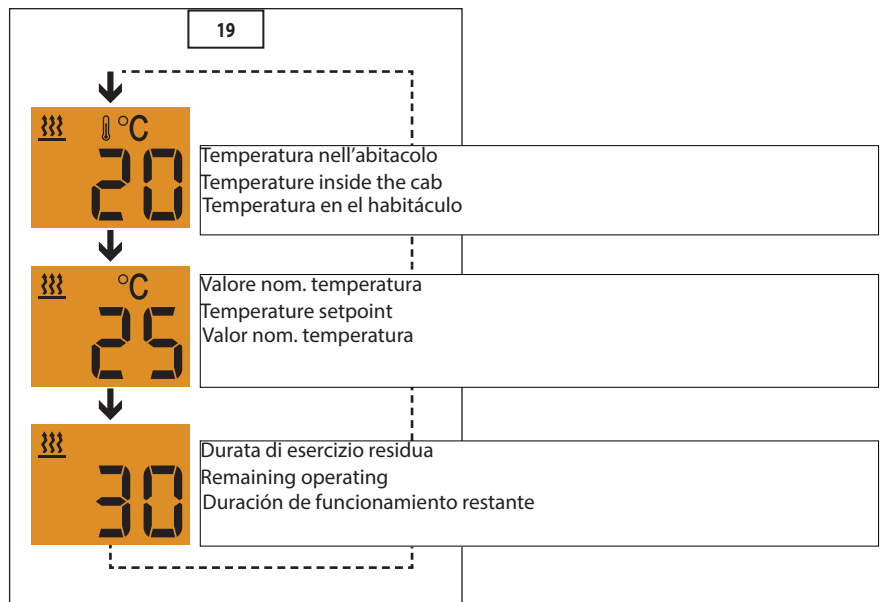 19
°C
20
Temperatura nell'abitacolo
Temperature inside the cab
Temperatura en el habitáculo
°C
25
Valore nom. temperatura
Temperature setpoint
Valor nom. temperatura
30
Durata di esercizio residua
Remaining operating
Duración de funcionamiento restante